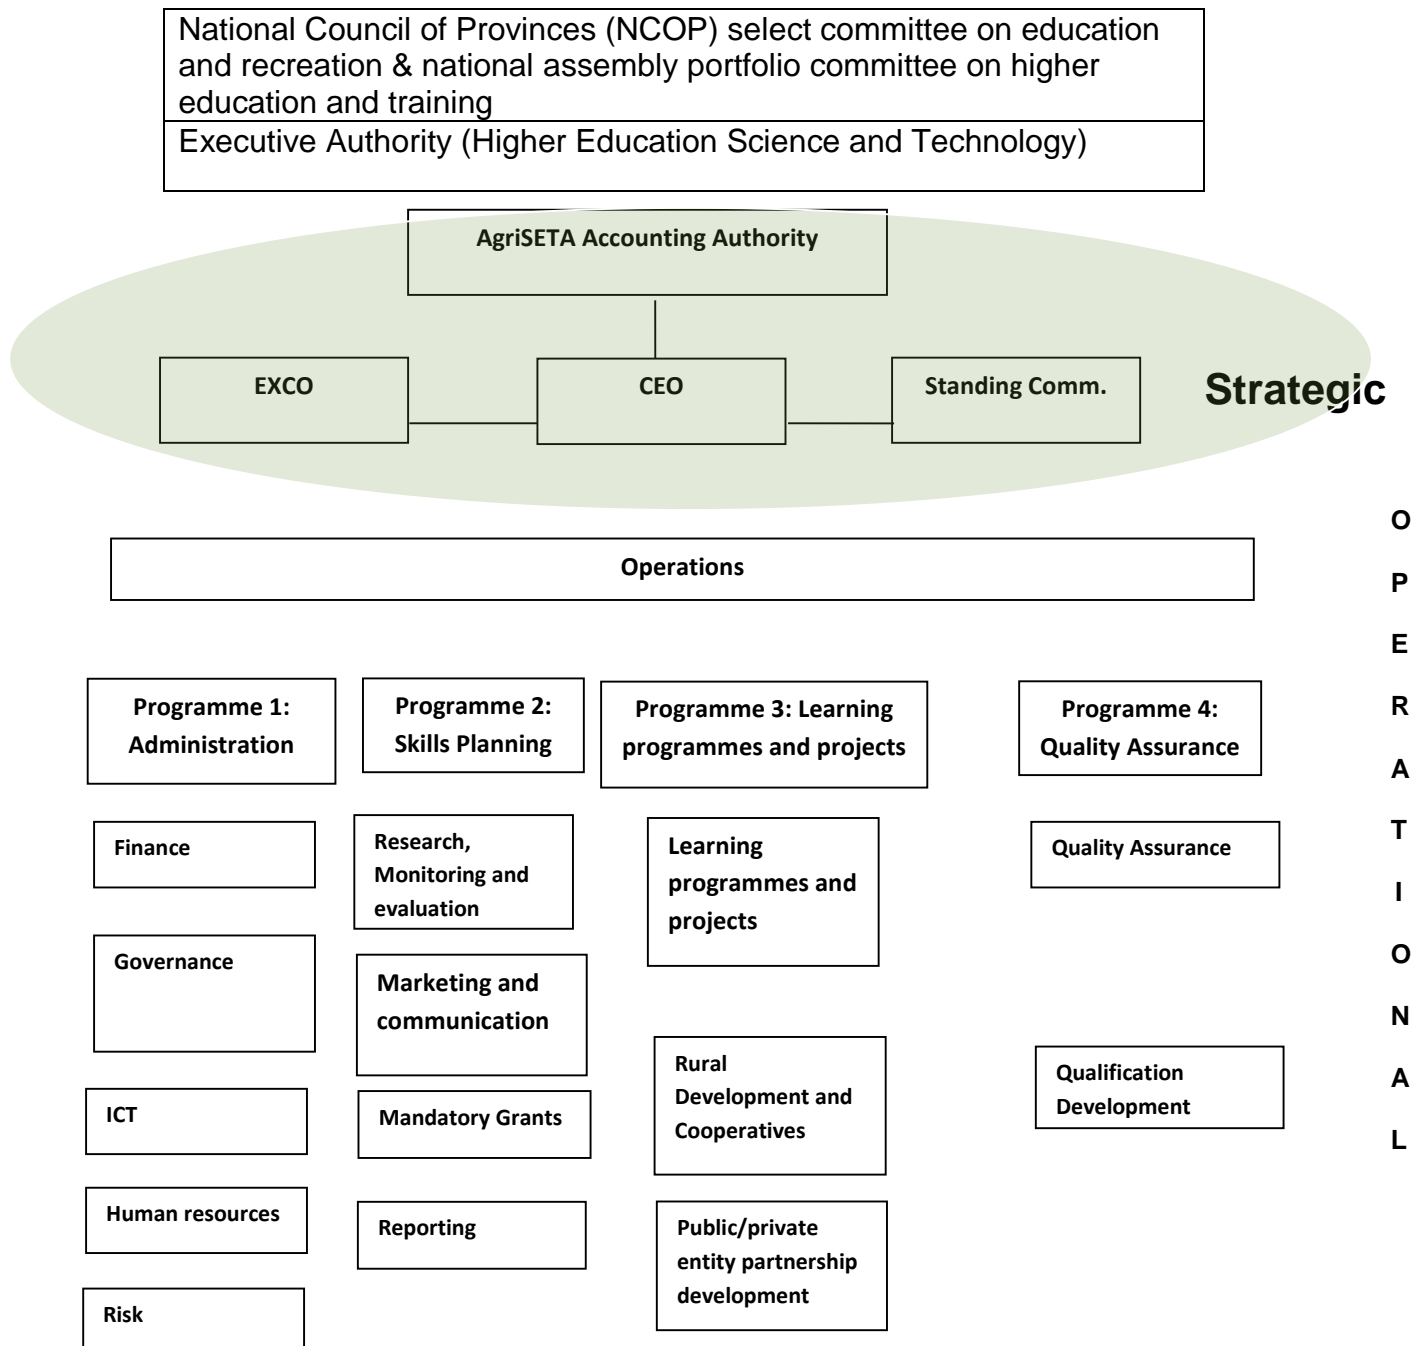 National Council of Provinces (NCOP) select committee on education
and recreation & national assembly portfolio committee on higher
education and training
Executive Authority (Higher Education Science and Technology)
AgriSETA Accounting Authority
EXCO
CEO
Standing Comm.
Strategic
Operations
O
P
E
R
A
T
I
O
N
A
L
Programme 1:
Administration
Finance
Governance
ICT
Human resources
Risk
Programme 2:
Skills Planning
Research,
Monitoring and
evaluation
Marketing and
communication
Mandatory Grants
Reporting
Programme 3: Learning
programmes and projects
Learning
programmes and
projects
Rural
Development and
Cooperatives
Public/private
entity partnership
development
Programme 4:
Quality Assurance
Quality Assurance
Qualification
Development